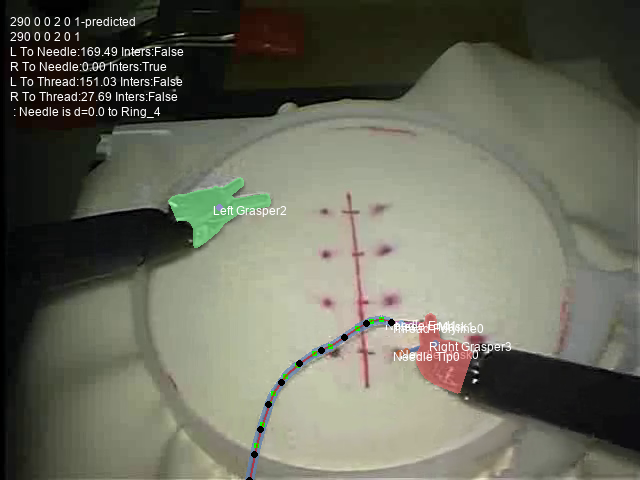 290 0 0 2 0 1-predicted
290 0 0 2 0 1
L To Needle:169.49 Inters:False
R To Needle:0.00 Inters:True
L To Thread:151.03 Inters:False
R To Thread:27.69 Inters:False
: Needle is d=0.0 to Ring_4
Left Grasper2
Right Grasper3
Needle Tip0